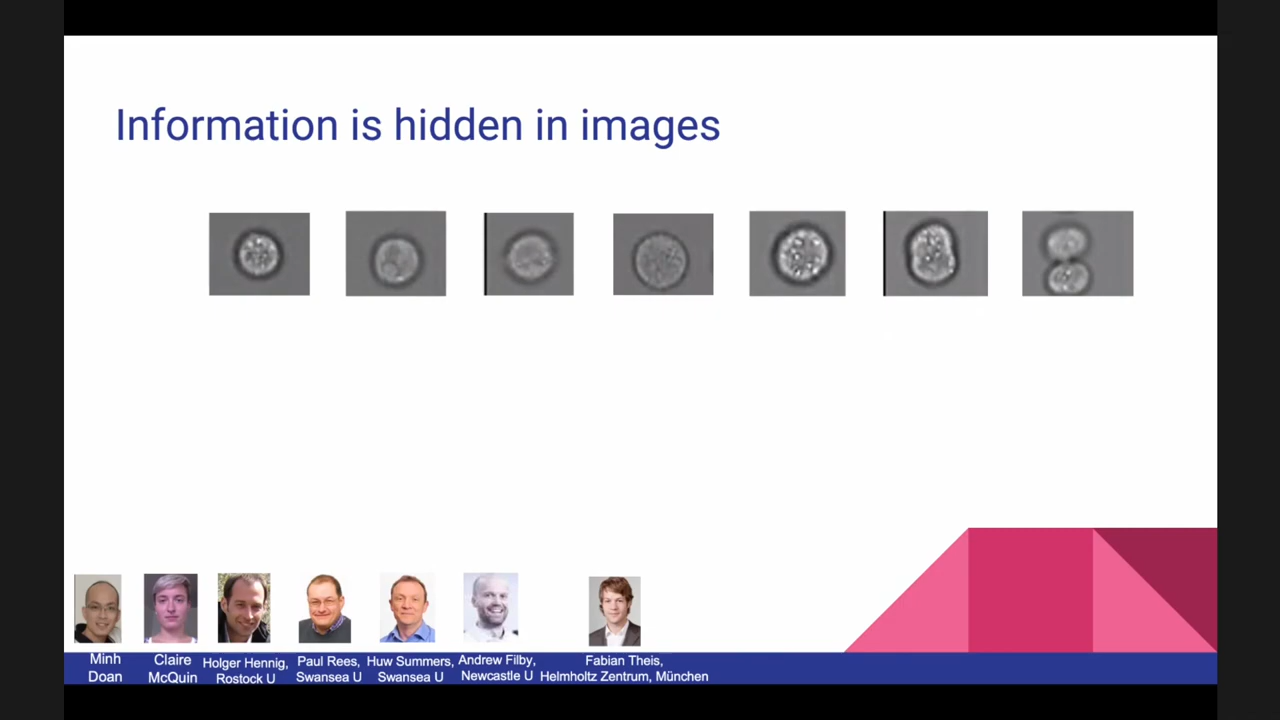 Information is hidden in images
Minh
Doan
Claire
McQuin
Holger Hennig,
Rostock U
Paul Rees,
Swansea U
Huw Summers,
Swansea U
Andrew Filby,
Newcastle U
Fabian Theis,
Helmholtz Zentrum, München